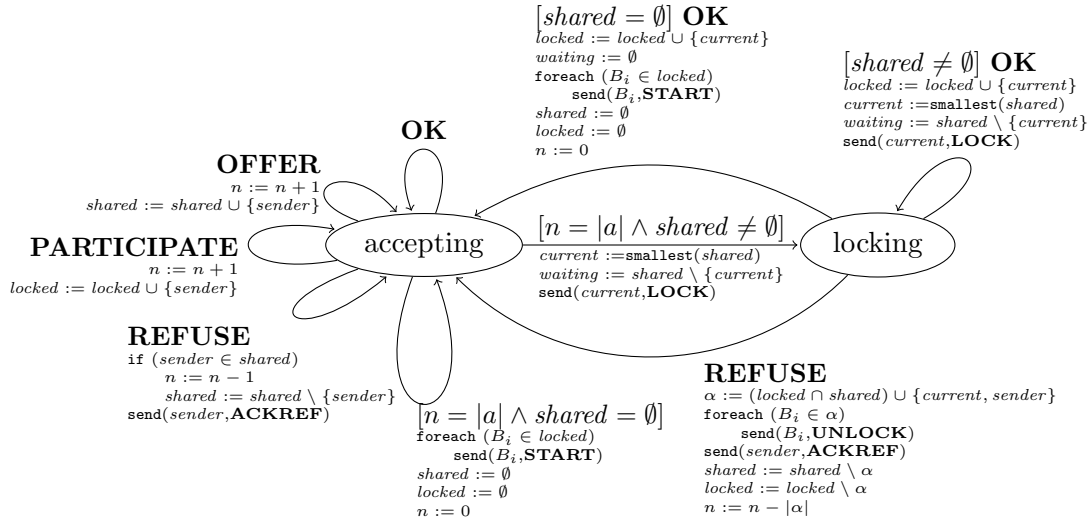 [shared = ∅] OK
locked := locked ∪ {current}
waiting := ∅
foreach (B_i ∈ locked)
send(B_i,START)
shared := ∅
locked := ∅
n := 0
[shared ≠ ∅] OK
locked := locked ∪ {current}
current :=smallest(shared)
waiting := shared \ {current}
send(current,LOCK)
OK
OFFER
n := n + 1
shared := shared ∪ {sender}
PARTICIPATE
n := n + 1
locked := locked ∪ {sender}
accepting
[n = |a| ∧ shared ≠ ∅]
current :=smallest(shared)
waiting := shared \ {current}
send(current,LOCK)
locking
REFUSE
if (sender ∈ shared)
n := n − 1
shared := shared \ {sender}
send(sender,ACKREF)
[n = |a| ∧ shared = ∅]
foreach (B_i ∈ locked)
send(B_i,START)
shared := ∅
locked := ∅
n := 0
REFUSE
α := (locked ∩ shared) ∪ {current, sender}
foreach (B_i ∈ α)
send(B_i,UNLOCK)
send(sender,ACKREF)
shared := shared \ α
locked := locked \ α
n := n − |α|